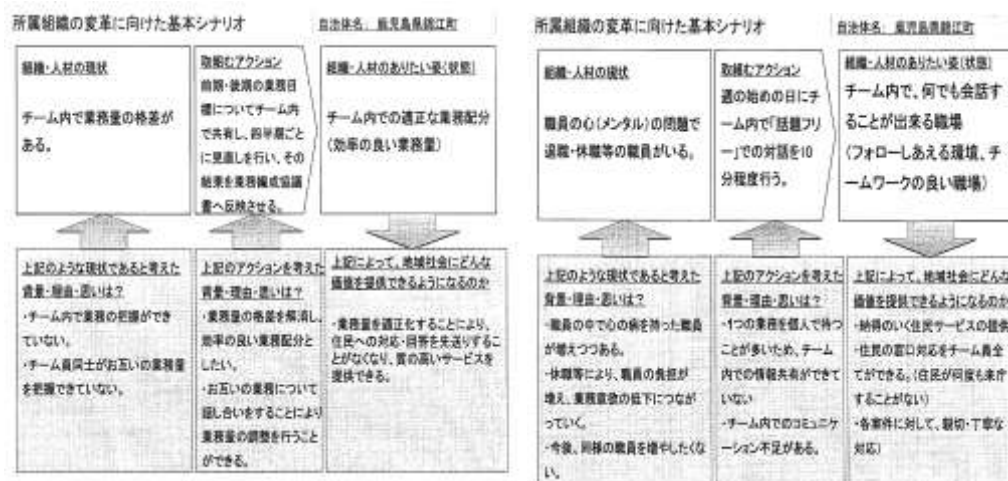 所属組織の変革に向けた基本シナリオ
自治体名： 鹿児島県錦江町
組織・人材の現状
チーム内で業務量の格差が
ある。
取組むアクション
前期・後期の業務目
標についてチーム内
で共有し、四半期ごと
に見直しを行い、その
結果を業務編成協議
書へ反映させる。
組織・人材のありたい姿(状態)
チーム内での適正な業務配分
(効率の良い業務量)
上記のような現状であると考えた
背景・理由・思いは？
・チーム内で業務の把握ができ
ていない。
・チーム員同士がお互いの業務量
を把握できていない。
上記のアクションを考えた
背景・理由・思いは？
・業務量の格差を解消し、
効率の良い業務配分と
したい。
・お互いの業務について
話し合いをすることにより
業務量の調整を行うこと
ができる。
上記によって、地域社会にどんな
価値を提供できるようになるのか
・業務量を適正化することにより、
住民への対応・回答を先送りするこ
とがなくなり、質の高いサービスを
提供できる。
所属組織の変革に向けた基本シナリオ
自治体名： 鹿児島県錦江町
組織・人材の現状
職員の心(メンタル)の問題で
退職・休職等の職員がいる。
取組むアクション
週の始めの日にチ
ーム内で「話題フリ
ー」での対話を10
分程度行う。
組織・人材のありたい姿(状態)
チーム内で、何でも会話す
ることが出来る職場
(フォローしあえる環境、チ
ームワークの良い職場)
上記のような現状であると考えた
背景・理由・思いは？
・職員の中で心の病を持った職員
が増えつつある。
・休職等により、職員の負担が
増え、業務意欲の低下につなが
っていく。
・今後、同様の職員を増やしたくな
い。
上記のアクションを考えた
背景・理由・思いは？
・1つの業務を個人で持つ
ことが多いため、チーム
内での情報共有ができて
いない
・チーム内でのコミュニケ
ーション不足がある。
上記によって、地域社会にどんな
価値を提供できるようになるのか
・納得のいく住民サービスの提供
・住民の窓口対応をチーム員全
てができる。(住民が何度も来庁
することがない)
・各案件に対して、親切・丁寧な
対応)